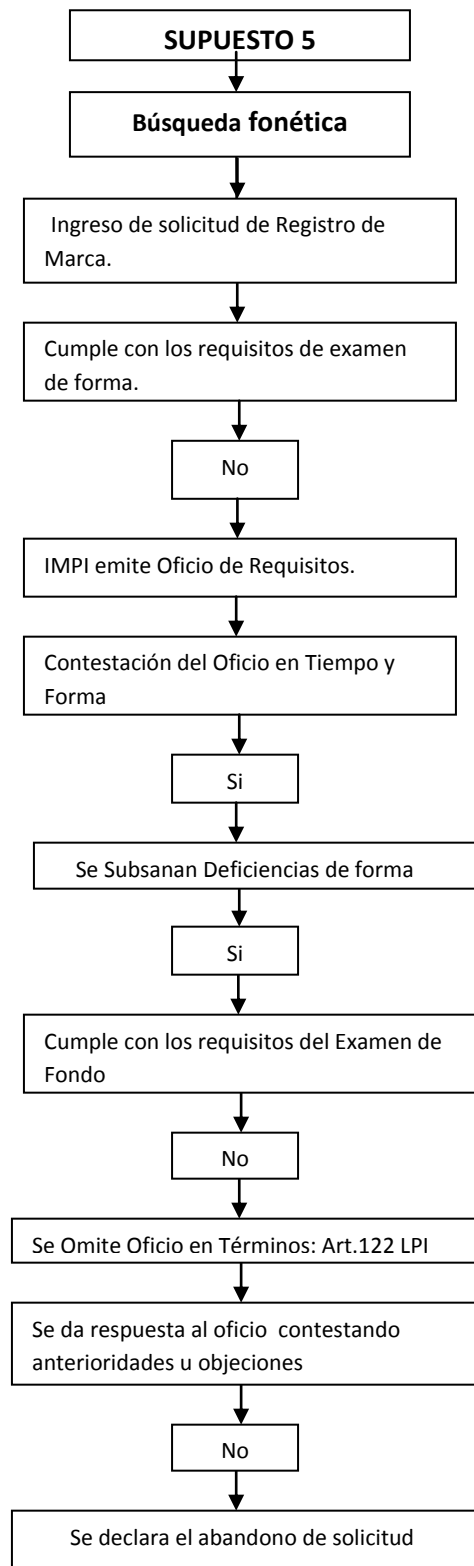 SUPUESTO 5
Búsqueda fonética
Ingreso de solicitud de Registro de
Marca.
Cumple con los requisitos de examen
de forma.
No
IMPI emite Oficio de Requisitos.
Contestación del Oficio en Tiempo y
Forma
Si
Se Subsanan Deficiencias de forma
Si
Cumple con los requisitos del Examen de
Fondo
No
Se Omite Oficio en Términos: Art.122 LPI
Se da respuesta al oficio contestando
anterioridades u objeciones
No
Se declara el abandono de solicitud